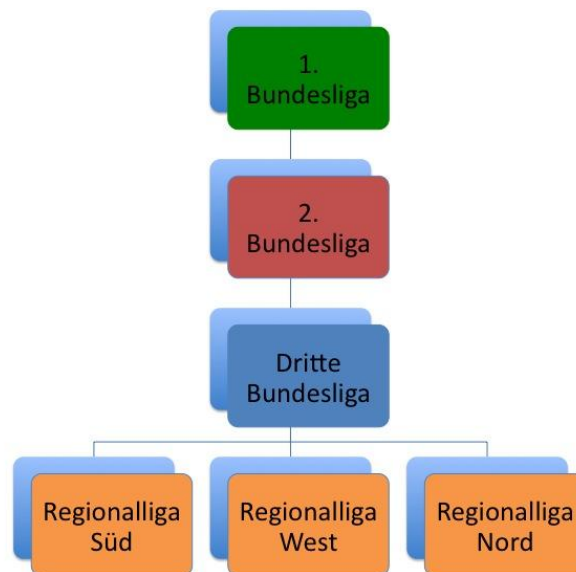 1.
Bundesliga
2.
Bundesliga
Dritte
Bundesliga
Regionalliga
Süd
Regionalliga
West
Regionalliga
Nord